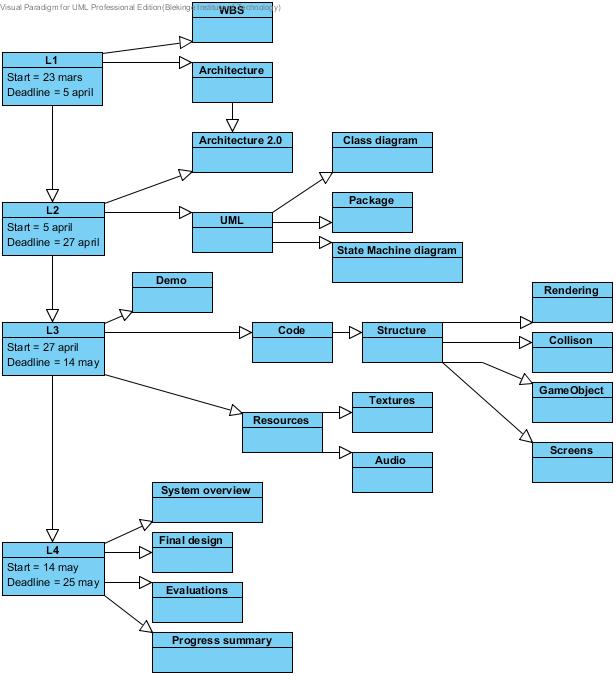 Visual Paradigm for UML Professional Edition(Blekinge Institute of Technology)
WBS
L1
Start = 23 mars
Deadline = 5 april
Architecture
Architecture 2.0
Class diagram
Package
L2
Start = 5 april
Deadline = 27 april
UML
State Machine diagram
Demo
Rendering
L3
Start = 27 april
Deadline = 14 may
Code
Structure
Collison
GameObject
Textures
Resources
Screens
Audio
System overview
Final design
L4
Start = 14 may
Deadline = 25 may
Evaluations
Progress summary